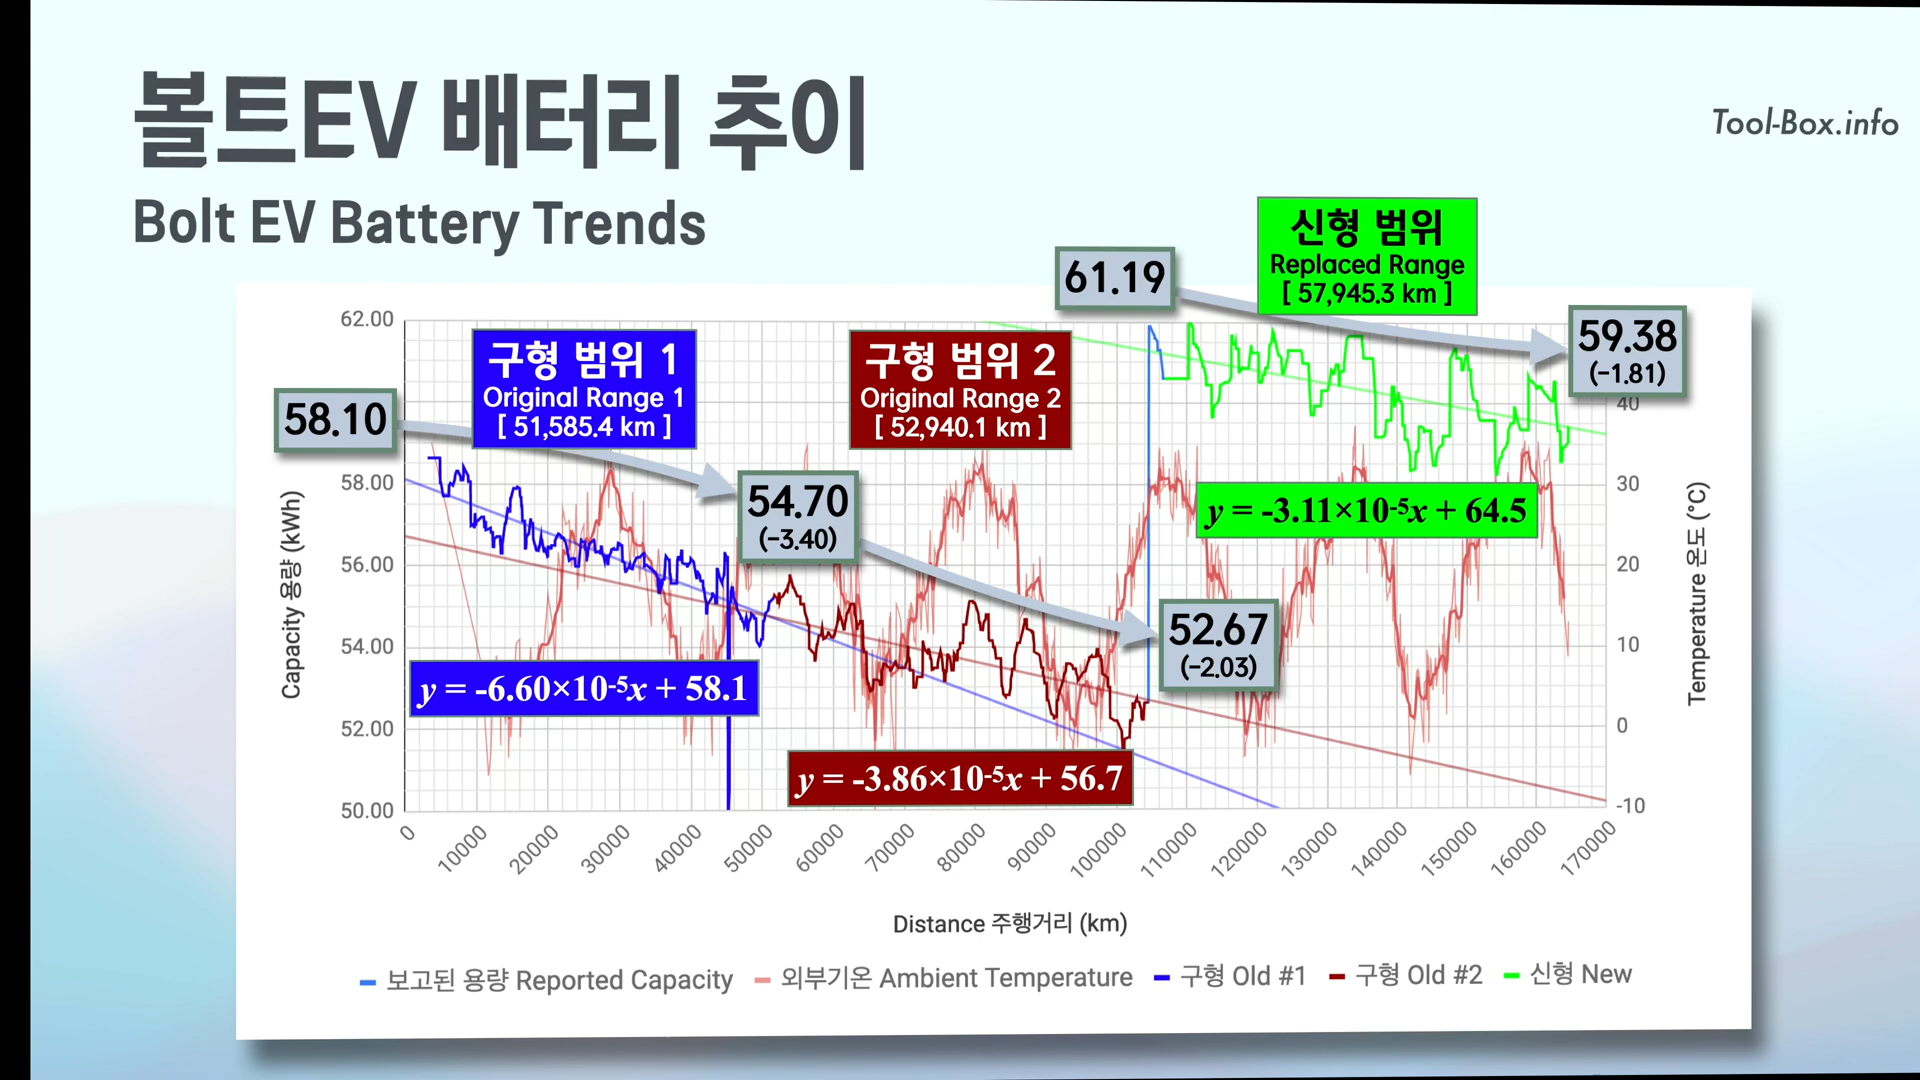 볼트EV 배터리 추이
Tool-Box.info
Bolt EV Battery Trends
신형 범위
Replaced Range
[ 57,945.3 km ]
61.19
59.38
(-1.81)
구형 범위 1
Original Range 1
[ 51,585.4 km ]
구형 범위 2
Original Range 2
[ 52,940.1 km ]
58.10
54.70
(-3.40)
52.67
(-2.03)
y = -3.11×10-5x + 64.5
y = -6.60×10-5x + 58.1
y = -3.86×10-5x + 56.7
62.00
58.00
56.00
54.00
52.00
50.00
Capacity 용량 (kWh)
40
30
20
10
0
-10
Temperature 온도 (°C)
0
10000
20000
30000
40000
50000
60000
70000
80000
90000
100000
110000
120000
130000
140000
150000
160000
170000
Distance 주행거리 (km)
보고된 용량 Reported Capacity
외부기온 Ambient Temperature
구형 Old #1
구형 Old #2
신형 New